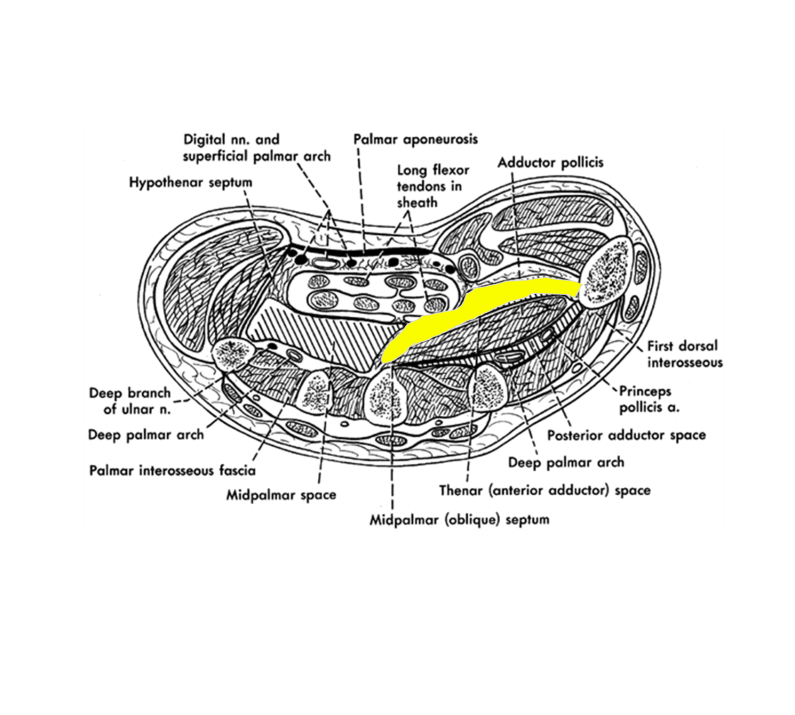 Digital nn. and
superficial palmar arch
Palmar aponeurosis
Hypothenar septum
Long flexor
tendons in
sheath
Adductor pollicis
First dorsal
interosseous
Deep branch
of ulnar n.
Princeps
pollicis a.
Deep palmar arch
Posterior adductor space
Palmar interosseous fascia
Deep palmar arch
Midpalmar space
Thenar (anterior adductor) space
Midpalmar (oblique) septum